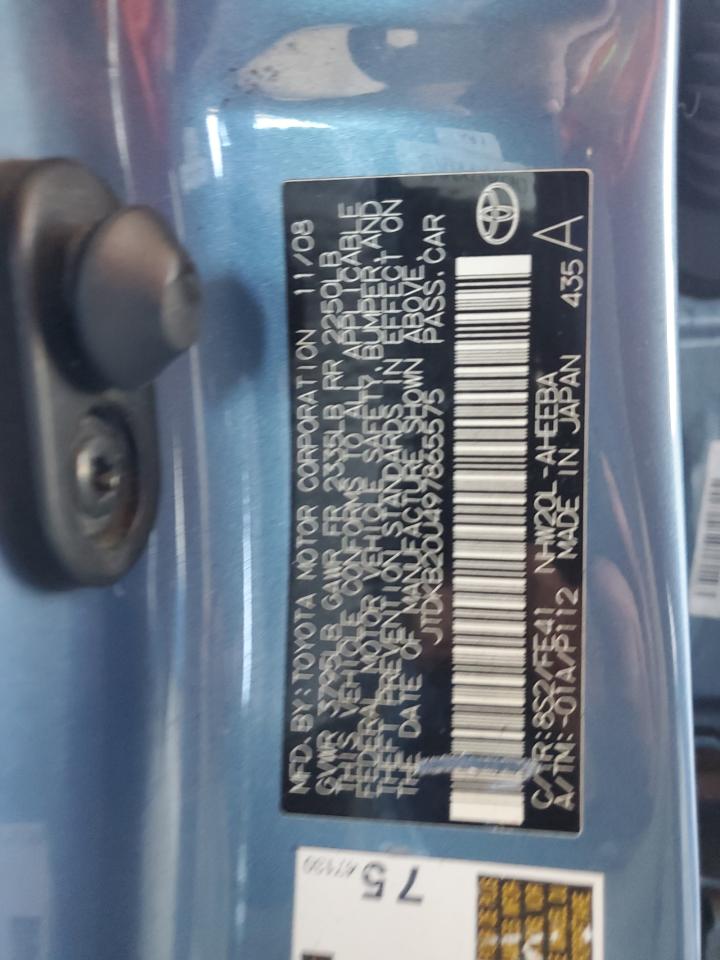 MFD. BY: TOYOTA MOTOR CORPORATION 11/08
GVWR 3795LB GAWR FR 2335LB RR 2250LB
THIS VEHICLE CONFORMS TO ALL APPLICABLE
FEDERAL MOTOR VEHICLE SAFETY, BUMPER, AND
THEFT PREVENTION STANDARDS IN EFFECT ON
THE DATE OF MANUFACTURE SHOWN ABOVE.
JTDKB20U497865575 PASS. CAR
C/TR: 8S2/FE41 NHW20L-AHEEBA 435
A/TM: -01A/P112 MADE IN JAPAN A
75
67130